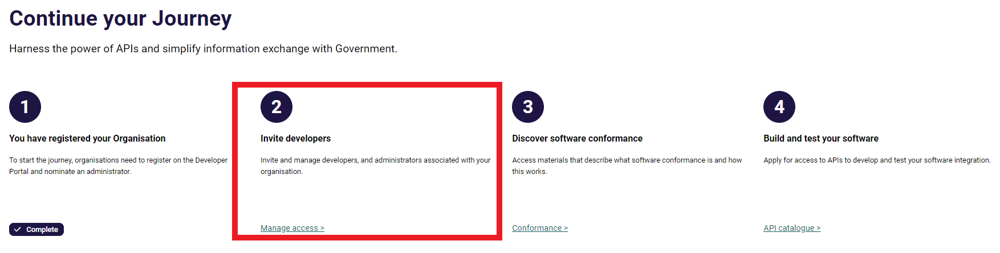 Continue your Journey
Harness the power of APIs and simplify information exchange with Government.
1
You have registered your Organisation
To start the journey, organisations need to register on the Developer
Portal and nominate an administrator.
Complete
2
Invite developers
Invite and manage developers, and administrators associated with your
organisation.
Manage access >
3
Discover software conformance
Access materials that describe what software conformance is and how
this works.
Conformance >
4
Build and test your software
Apply for access to APIs to develop and test your software integration.
API catalogue >